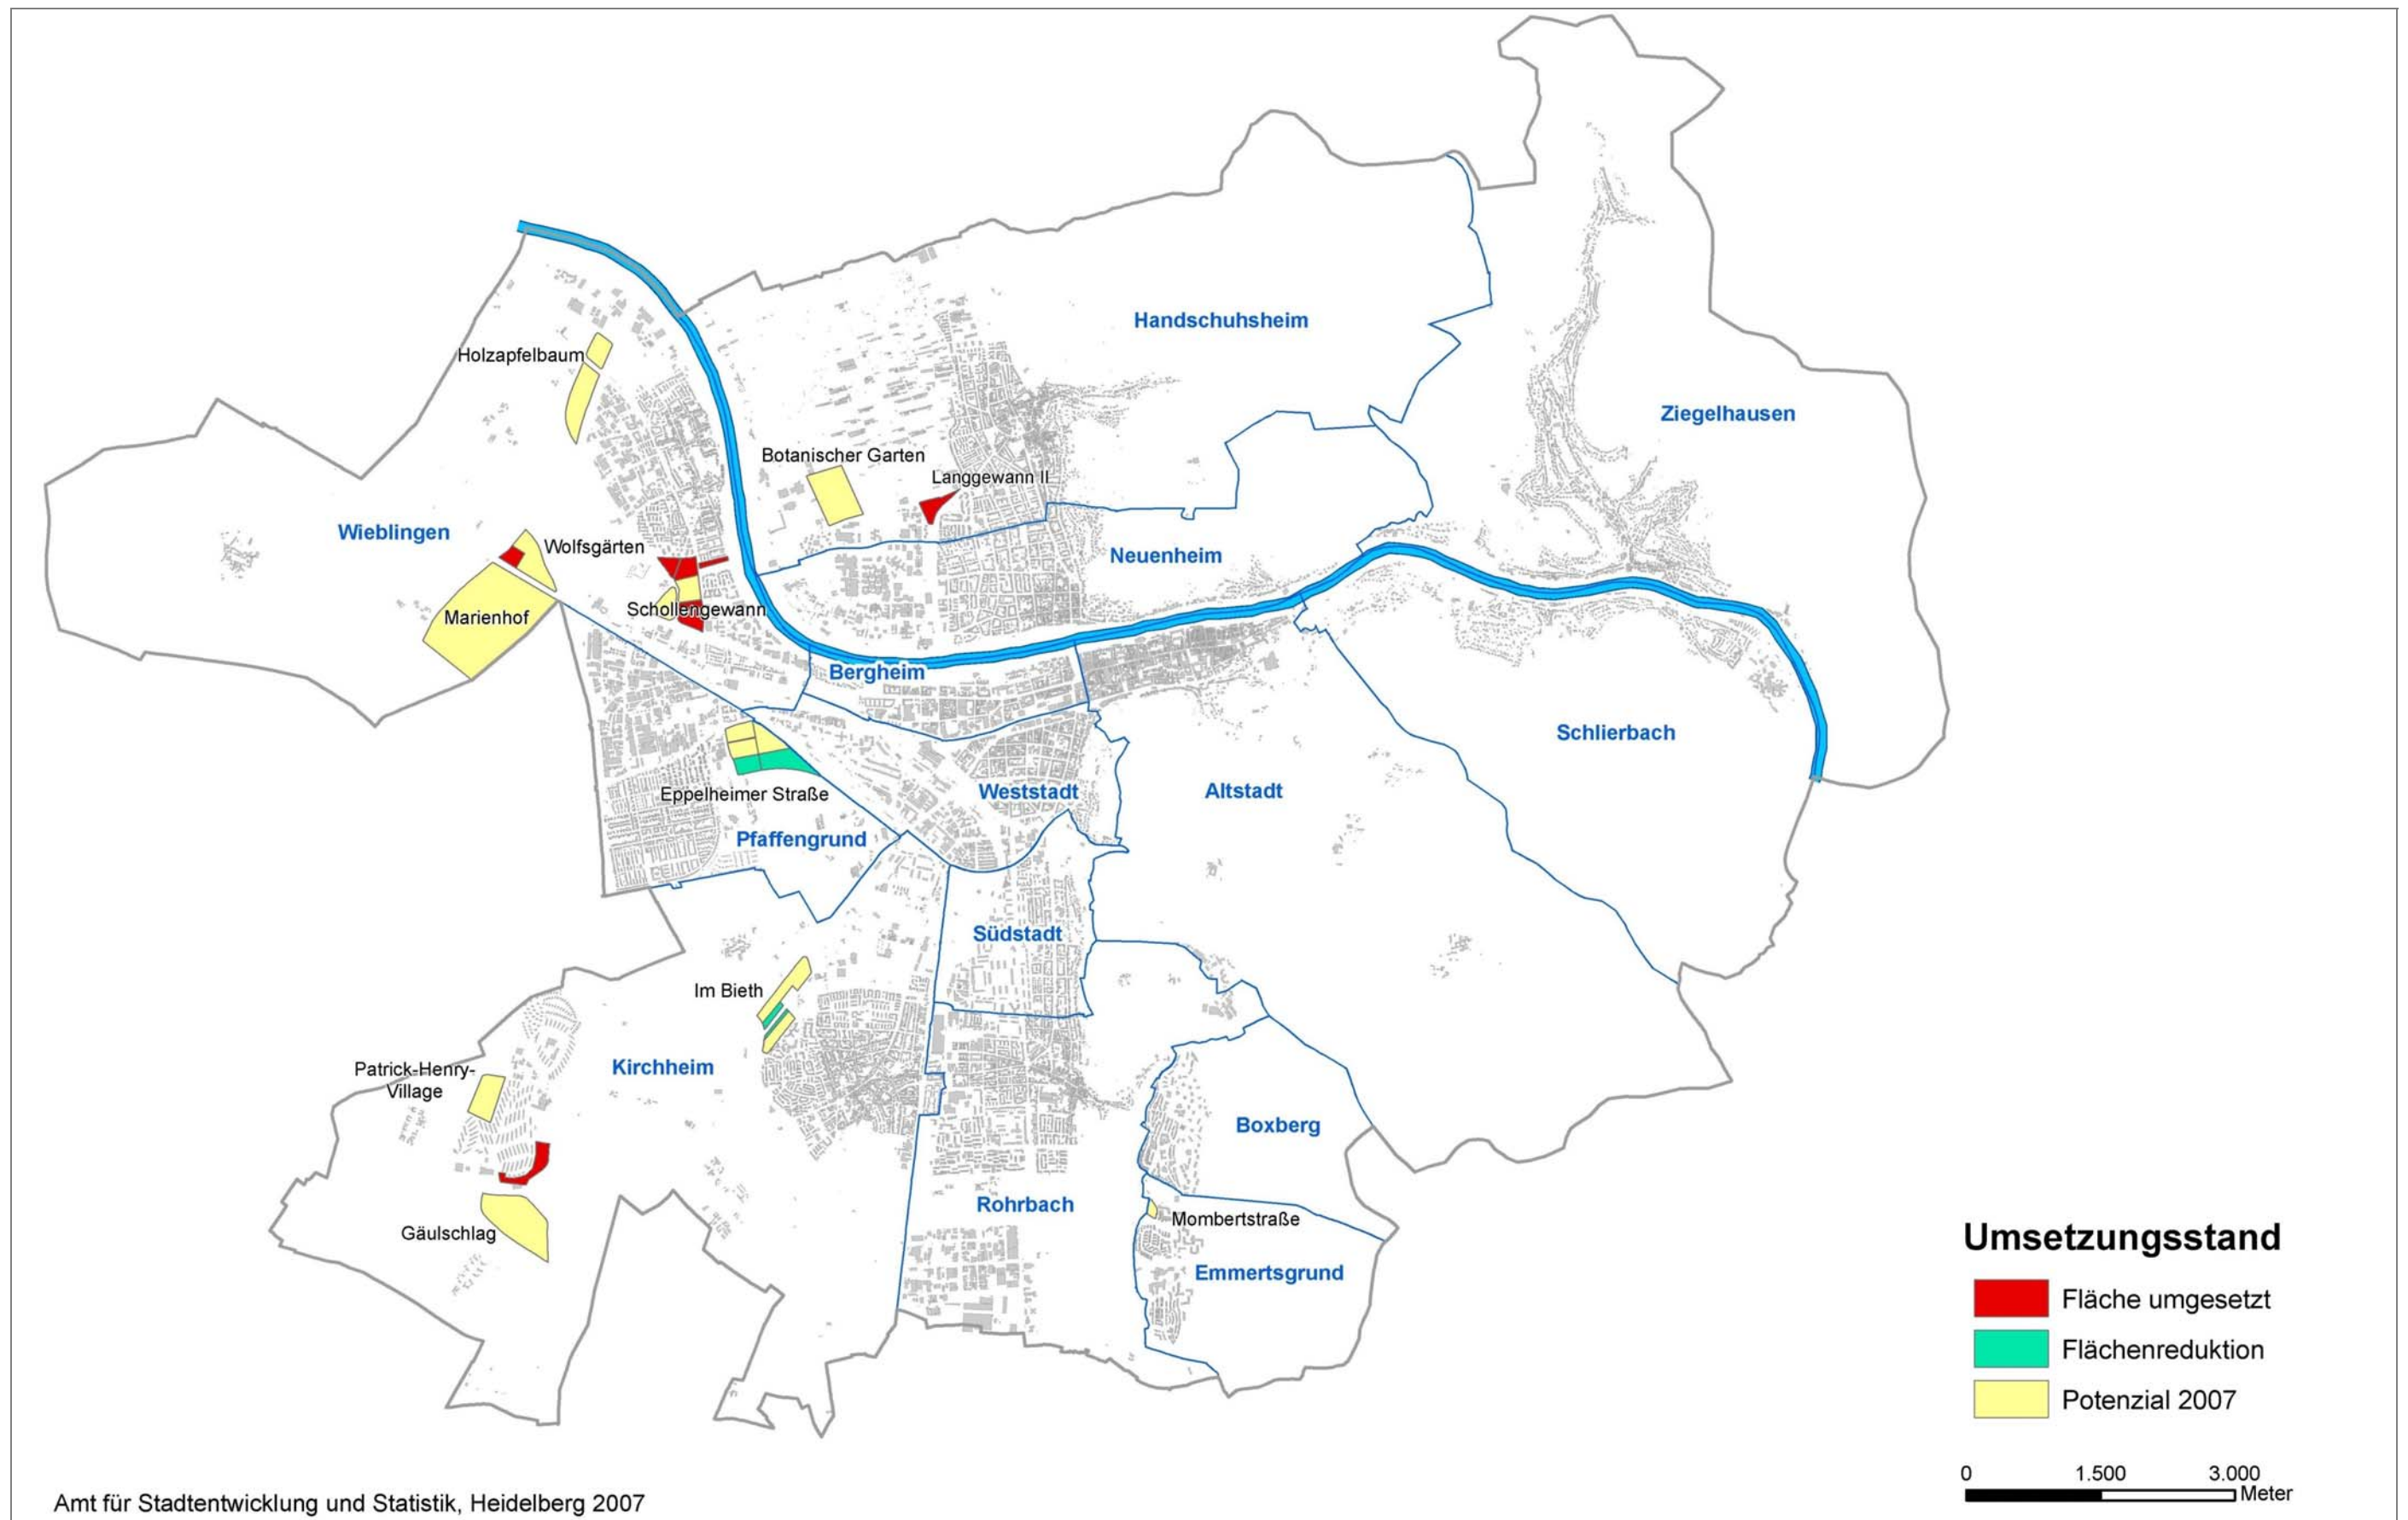 Handschuhsheim
Holzapfelbaum
Ziegelhausen
Botanischer Garten
Langgewann II
Wieblingen
Wolfsgärten
Neuenheim
Schollengewann
Marienhof
Bergheim
Schlierbach
Eppelheimer Straße
Weststadt
Altstadt
Pfaffengrund
Südstadt
Im Bieth
Kirchheim
Patrick-Henry-
Village
Boxberg
Rohrbach
Mombertstraße
Gäulschlag
Emmertsgrund
Umsetzungsstand
Fläche umgesetzt
Flächenreduktion
Potenzial 2007
0 1.500 3.000
Meter
Amt für Stadtentwicklung und Statistik, Heidelberg 2007